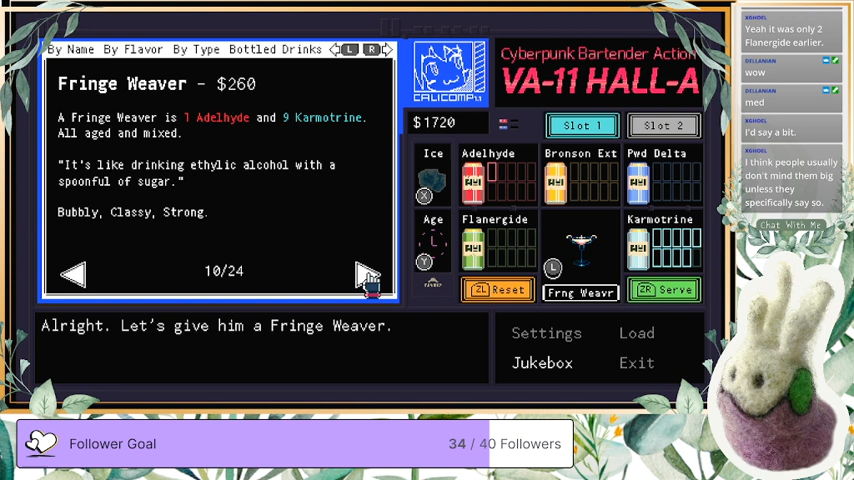 By Name By Flavor By Type Bottled Drinks L R
Fringe Weaver - $260
A Fringe Weaver is 1 Adelhyde and 9 Karmotrine.
All aged and mixed.
"It's like drinking ethylic alcohol with a
spoonful of sugar."
Bubbly, Classy, Strong.
10/24
CALICOMP1.1
Cyberpunk Bartender Action
VA-11 HALL-A
$1720
Slot 1
Slot 2
Ice
X
Adelhyde
Bronson Ext
Pwd Delta
Age
Y
Flanergide
L
Karmotrine
ZL Reset
Frng Weavr
ZR Serve
Alright. Let's give him a Fringe Weaver.
Settings
Load
Jukebox
Exit
XGHOEL
Yeah it was only 2
Flanergide earlier.
DELLANIAN
wow
DELLANIAN
med
XGHOEL
I'd say a bit.
XGHOEL
I think people usually
don't mind them big
unless they
specifically say so.
Chat With Me
Follower Goal
34 / 40 Followers